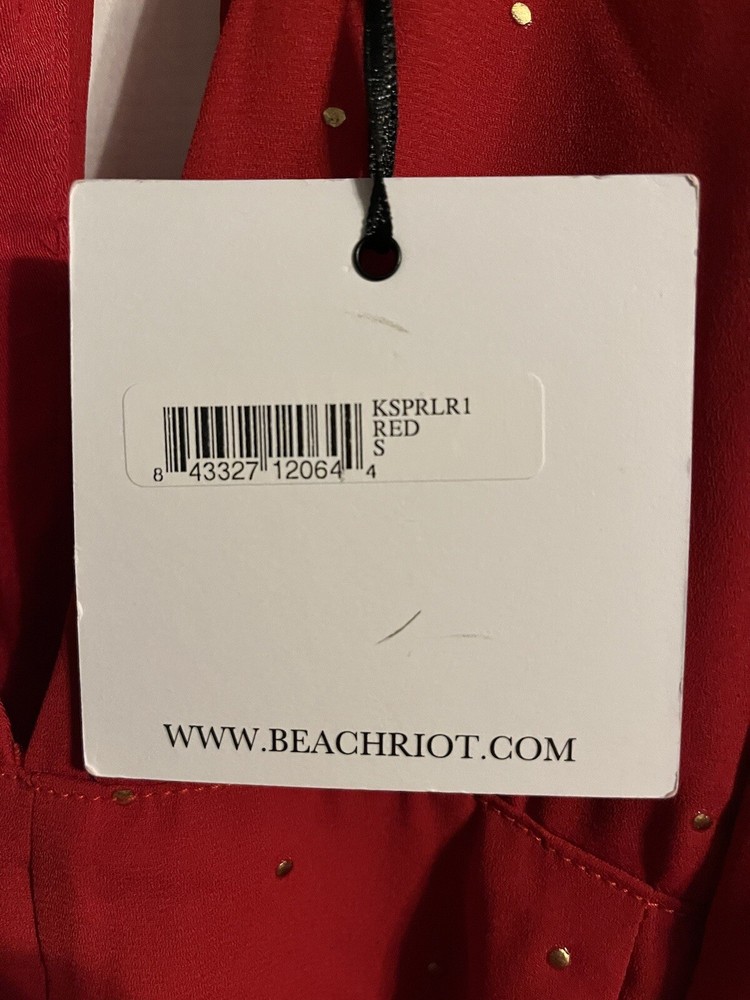 KSPRLR1
RED
S
8 43327 12064 4
WWW.BEACHRIOT.COM